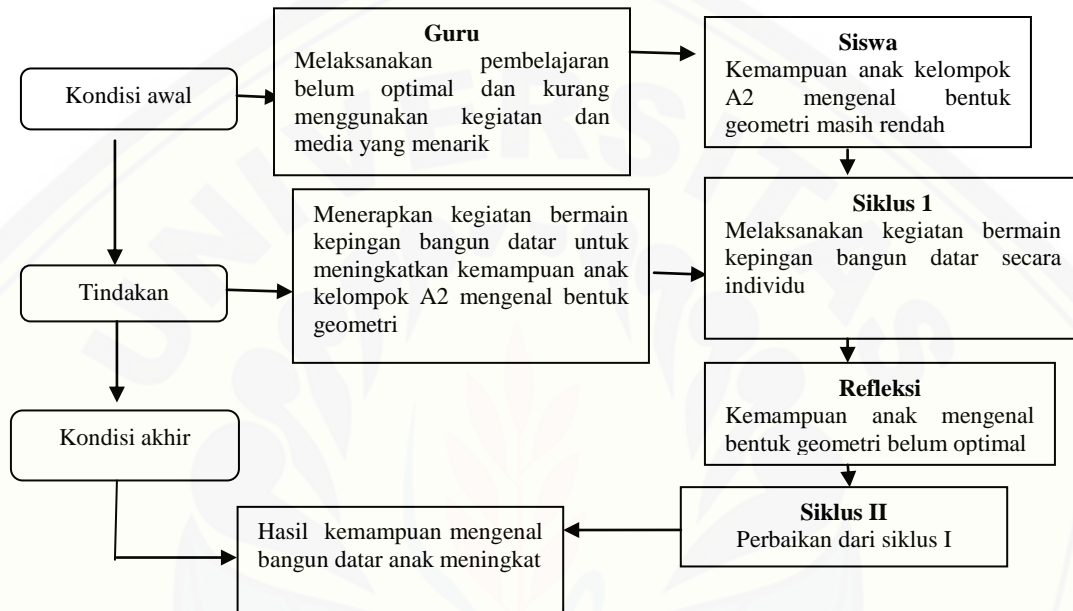 Guru
Melaksanakan pembelajaran
belum optimal dan kurang
menggunakan kegiatan dan
media yang menarik
Siswa
Kemampuan anak kelompok
A2 mengenal bentuk
geometri masih rendah
Kondisi awal
Menerapkan kegiatan bermain
kepingan bangun datar untuk
meningkatkan kemampuan anak
kelompok A2 mengenal bentuk
geometri
Siklus 1
Melaksanakan kegiatan bermain
kepingan bangun datar secara
individu
Tindakan
Refleksi
Kemampuan anak mengenal
bentuk geometri belum optimal
Kondisi akhir
Siklus II
Perbaikan dari siklus I
Hasil kemampuan mengenal
bangun datar anak meningkat
UNIVERSITAS